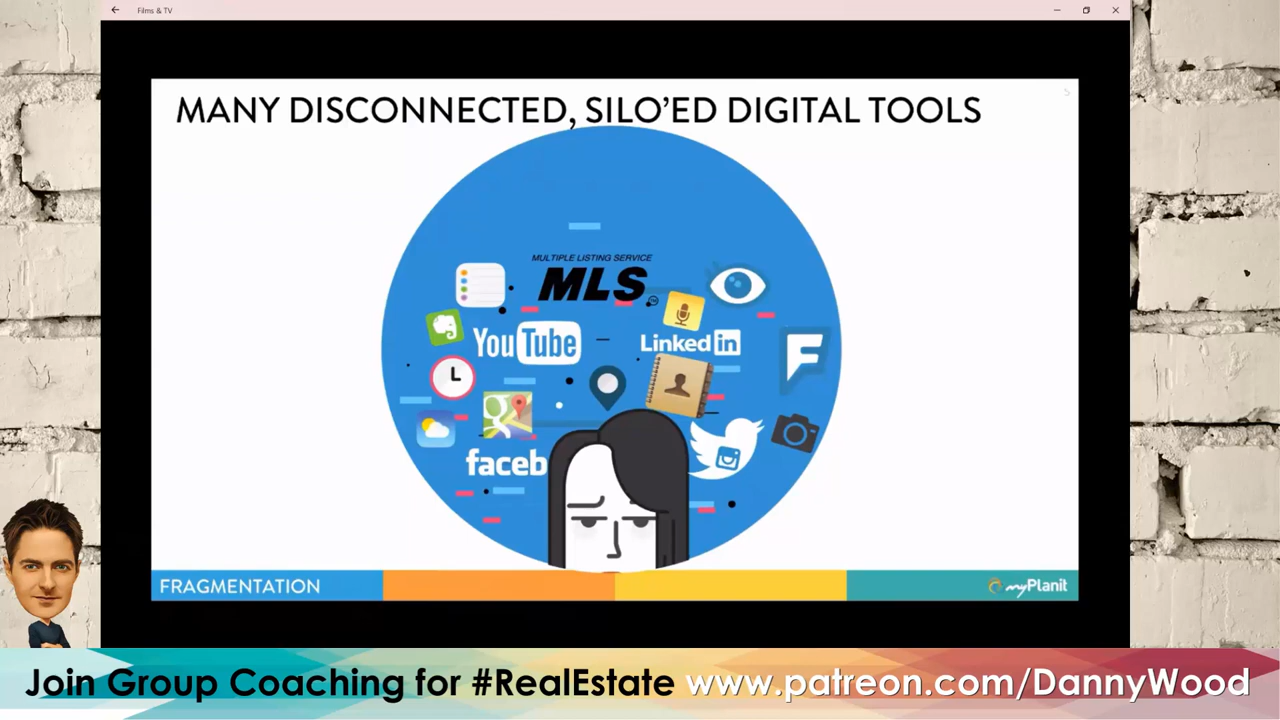 Films & TV
MANY DISCONNECTED, SILO'ED DIGITAL TOOLS
MULTIPLE LISTING SERVICE
MLS
YouTube
LinkedIn
faceb
FRAGMENTATION
myPlanit
Join Group Coaching for #RealEstate www.patreon.com/DannyWood